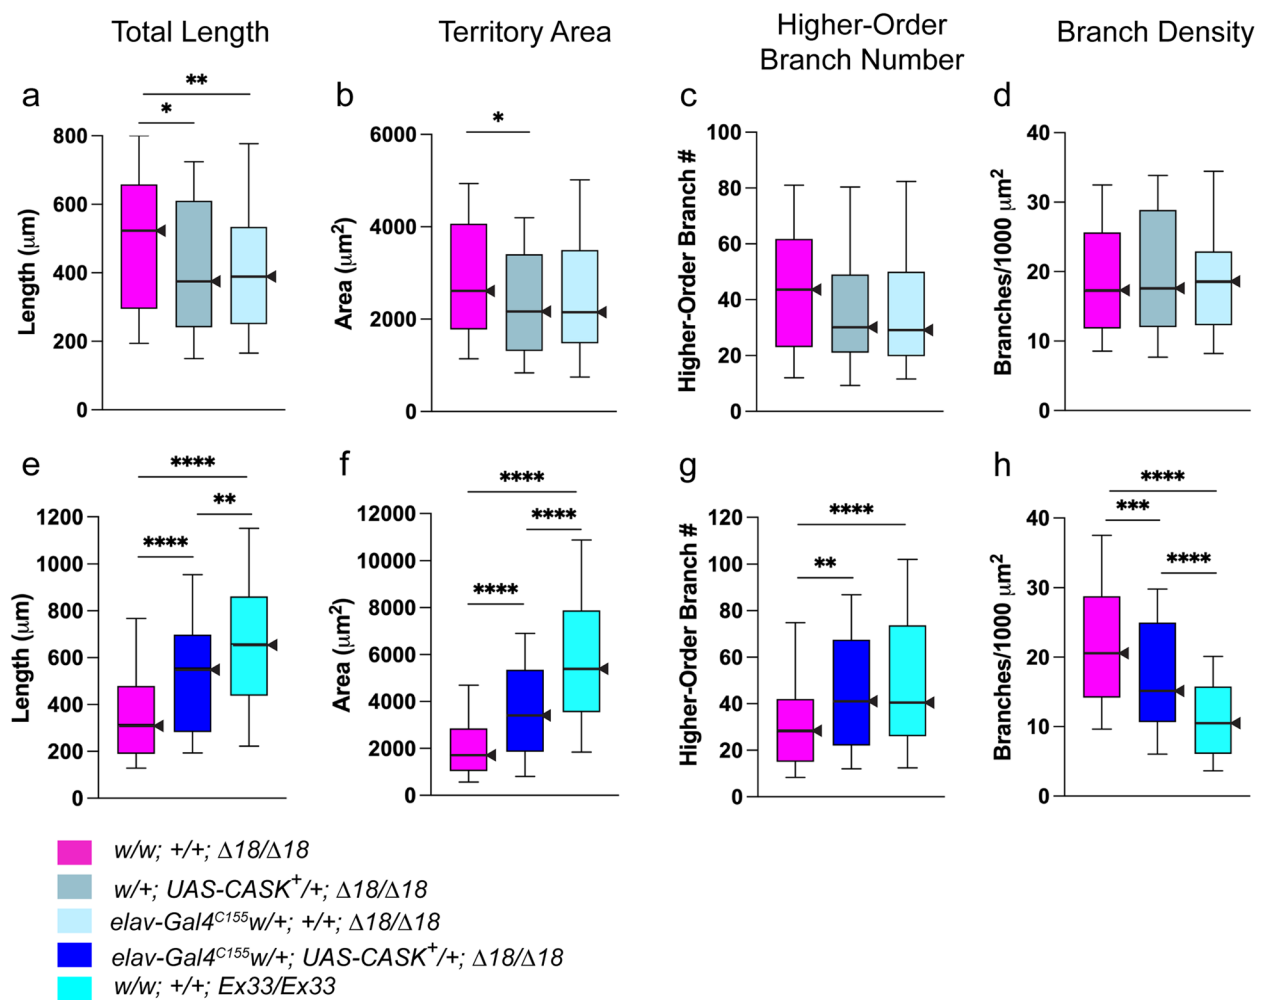 Total Length
Territory Area
Higher-Order
Branch Number
Branch Density
a
**
*
Length (μm)
800
600
400
200
0
b
*
Area (μm²)
6000
4000
2000
0
c
Higher-Order Branch #
100
80
60
40
20
0
d
Branches/1000 μm²
40
30
20
10
0
e
****
**
****
Length (μm)
1200
1000
800
600
400
200
0
f
****
****
****
Area (μm²)
12000
10000
8000
6000
4000
2000
0
g
****
**
Higher-Order Branch #
120
100
80
60
40
20
0
h
****
***
****
Branches/1000 μm²
40
30
20
10
0
w/w; +/+; Δ18/Δ18
w/+; UAS-CASK⁺/+; Δ18/Δ18
elav-Gal4ᶜ¹⁵⁵w/+; +/+; Δ18/Δ18
elav-Gal4ᶜ¹⁵⁵w/+; UAS-CASK⁺/+; Δ18/Δ18
w/w; +/+; Ex33/Ex33